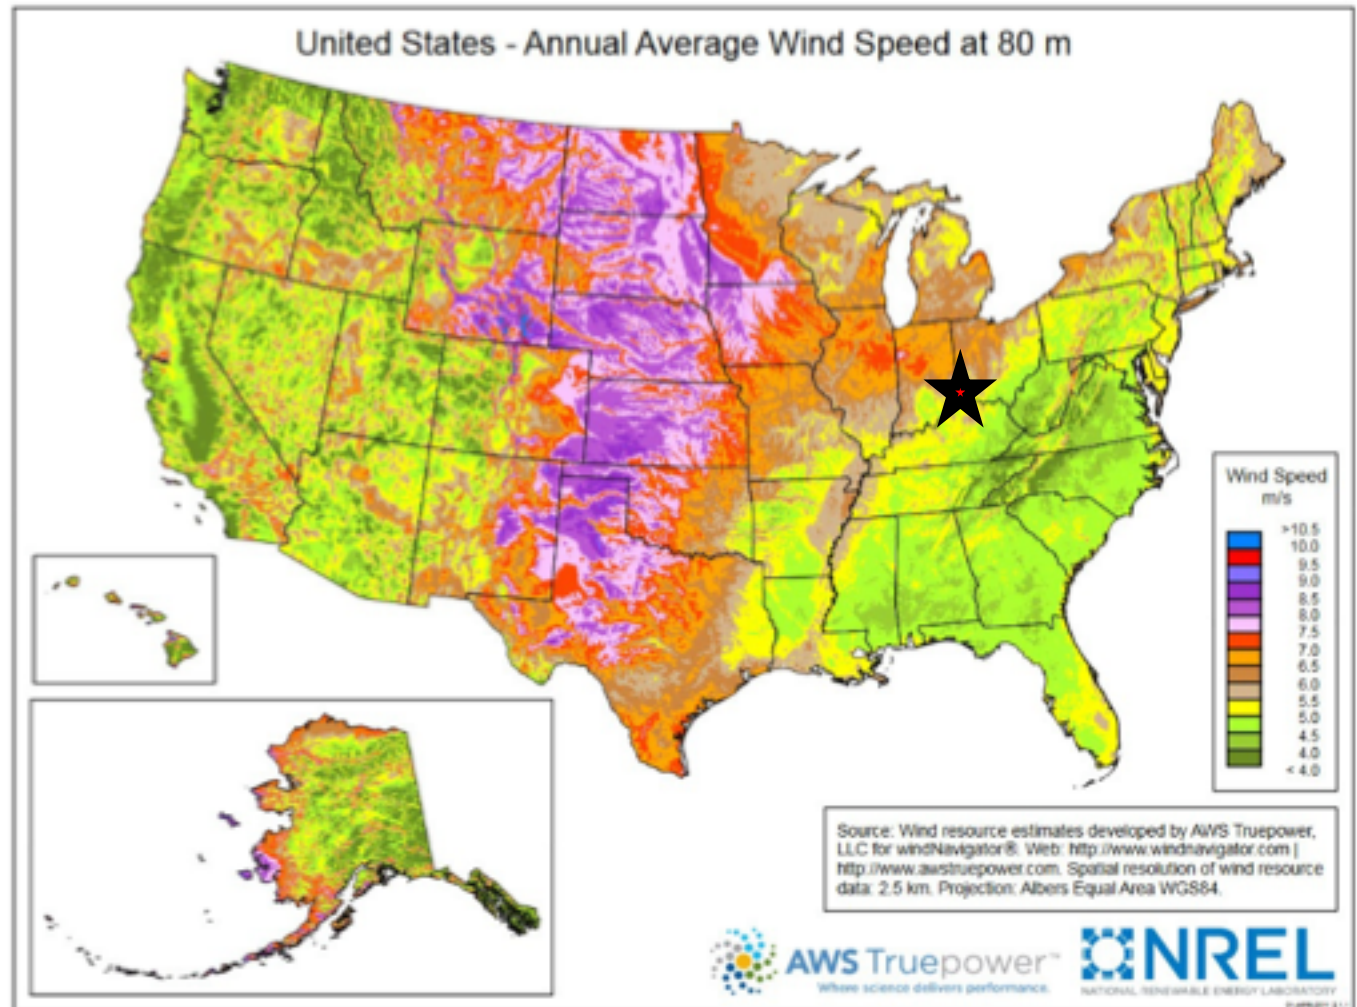 United States - Annual Average Wind Speed at 80 m
Wind Speed
m/s
>10.5
10.0
9.5
9.0
8.5
8.0
7.5
7.0
6.5
6.0
5.5
5.0
4.5
4.0
< 4.0
Source: Wind resource estimates developed by AWS Truepower,
LLC for windNavigator®. Web: http://www.windnavigator.com |
http://www.awstruepower.com. Spatial resolution of wind resource
data: 2.5 km. Projection: Albers Equal Area WGS84.
AWS Truepower™
Where science delivers performance.
NREL
NATIONAL RENEWABLE ENERGY LABORATORY